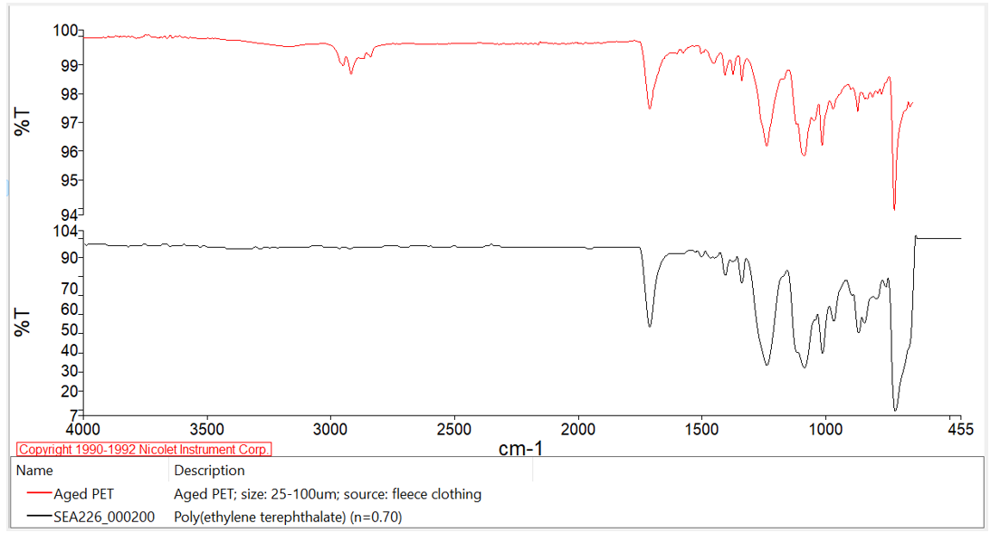 100
99
98
%T
97
96
95
94
104
90
70
60
%T
50
40
30
20
7
4000 3500 3000 2500 2000 1500 1000 455
cm-1
Copyright 1990-1992 Nicolet Instrument Corp.
Name Description
Aged PET Aged PET; size: 25-100um; source: fleece clothing
SEA226_000200 Poly(ethylene terephthalate) (n=0.70)